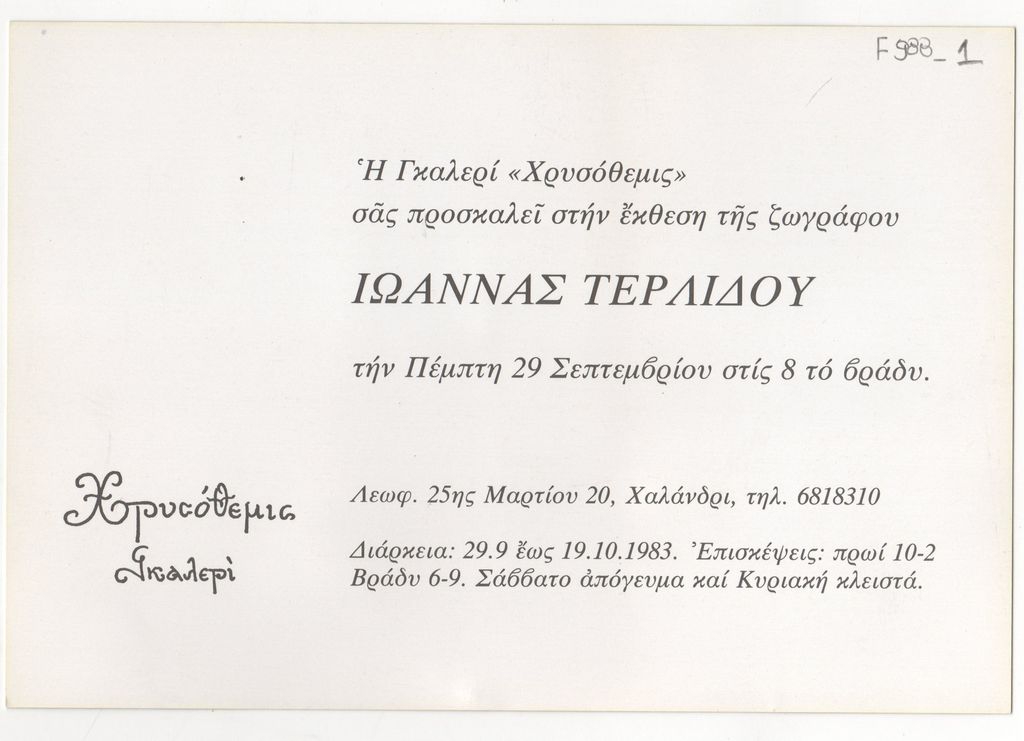 F 988_1
Ἡ Γκαλερί «Χρυσόθεμις»
σᾶς προσκαλεῖ στήν ἔκθεση τῆς ζωγράφου
ΙΩΑΝΝΑΣ ΤΕΡΛΙΔΟΥ
τήν Πέμπτη 29 Σεπτεμβρίου στίς 8 τό βράδυ.
Χρυσόθεμις
Γκαλερὶ
Λεωφ. 25ης Μαρτίου 20, Χαλάνδρι, τηλ. 6818310
Διάρκεια: 29.9 ἕως 19.10.1983. Ἐπισκέψεις: πρωί 10-2
Βράδυ 6-9. Σάββατο ἀπόγευμα καί Κυριακή κλειστά.